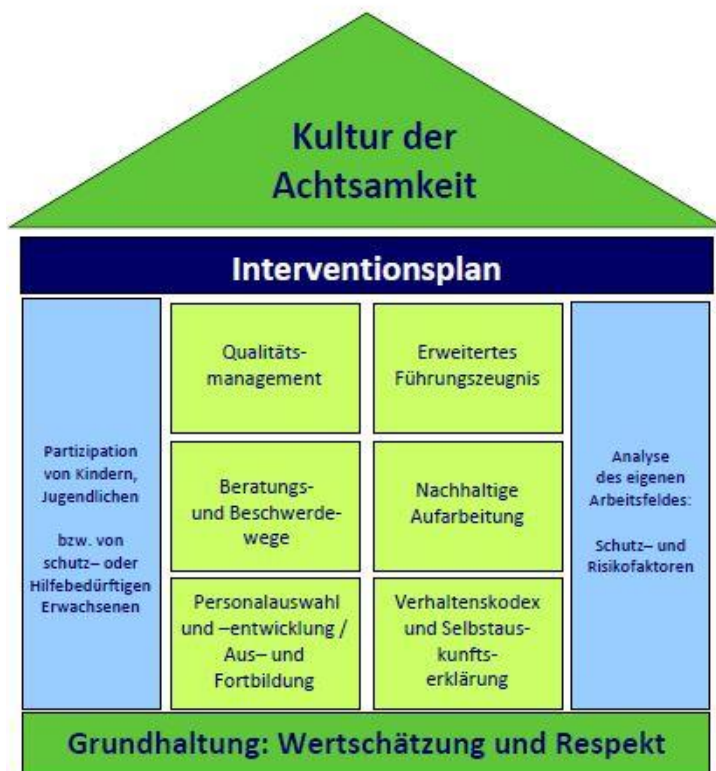 Kultur der
Achtsamkeit
Interventionsplan
Partizipation
von Kindern,
Jugendlichen
bzw. von
schutz– oder
Hilfebedürftigen
Erwachsenen
Qualitäts-
management
Erweitertes
Führungszeugnis
Beratungs-
und Beschwerde-
wege
Nachhaltige
Aufarbeitung
Personalauswahl
und –entwicklung /
Aus– und
Fortbildung
Verhaltenskodex
und Selbstaus-
kunfts-
erklärung
Analyse
des eigenen
Arbeitsfeldes:
Schutz– und
Risikofaktoren
Grundhaltung: Wertschätzung und Respekt